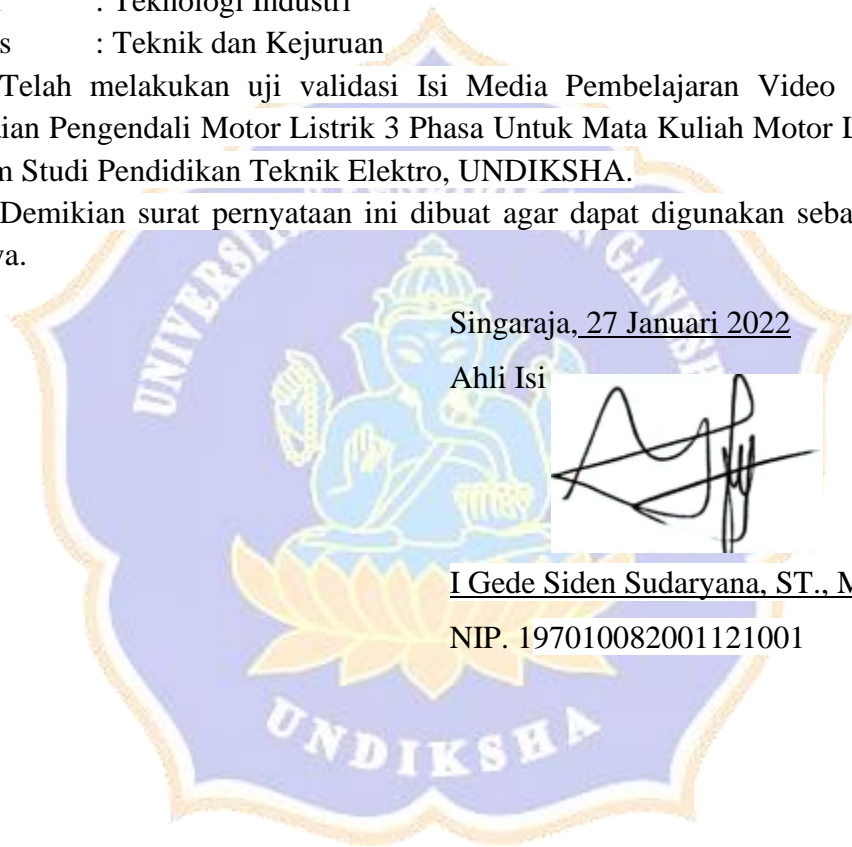 : Teknologi Industri
s : Teknik dan Kejuruan
Telah melakukan uji validasi Isi Media Pembelajaran Video
ian Pengendali Motor Listrik 3 Phasa Untuk Mata Kuliah Motor L
m Studi Pendidikan Teknik Elektro, UNDIKSHA.
Demikian surat pernyataan ini dibuat agar dapat digunakan seba
ya.
Singaraja, 27 Januari 2022
Ahli Isi
I Gede Siden Sudaryana, ST., M
NIP. 197010082001121001
UNDIKSHA